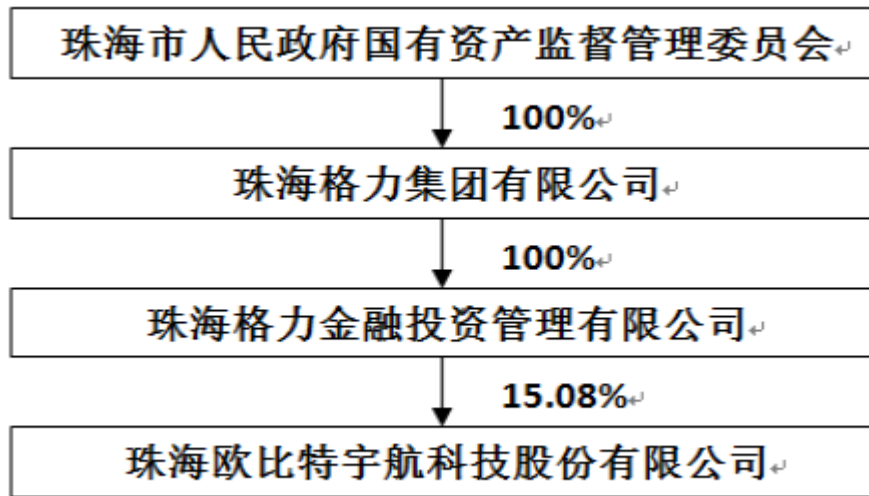 珠海市人民政府国有资产监督管理委员会
100%
珠海格力集团有限公司
100%
珠海格力金融投资管理有限公司
15.08%
珠海欧比特宇航科技股份有限公司